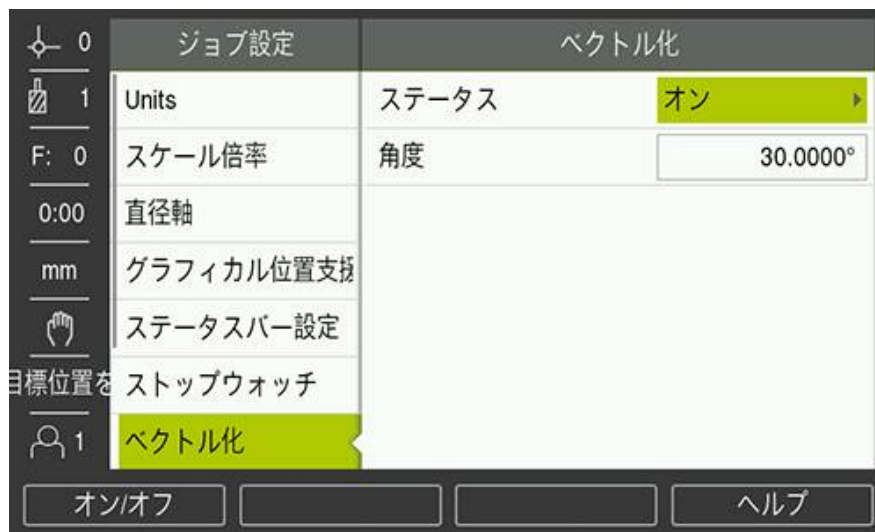 0
ジョブ設定
ベクトル化
1
Units
ステータス
オン
F: 0
スケール倍率
角度
30.0000°
0:00
直径軸
mm
グラフィカル位置支援
ステータスバー設定
目標位置を
ストップウォッチ
1
ベクトル化
オン/オフ
ヘルプ